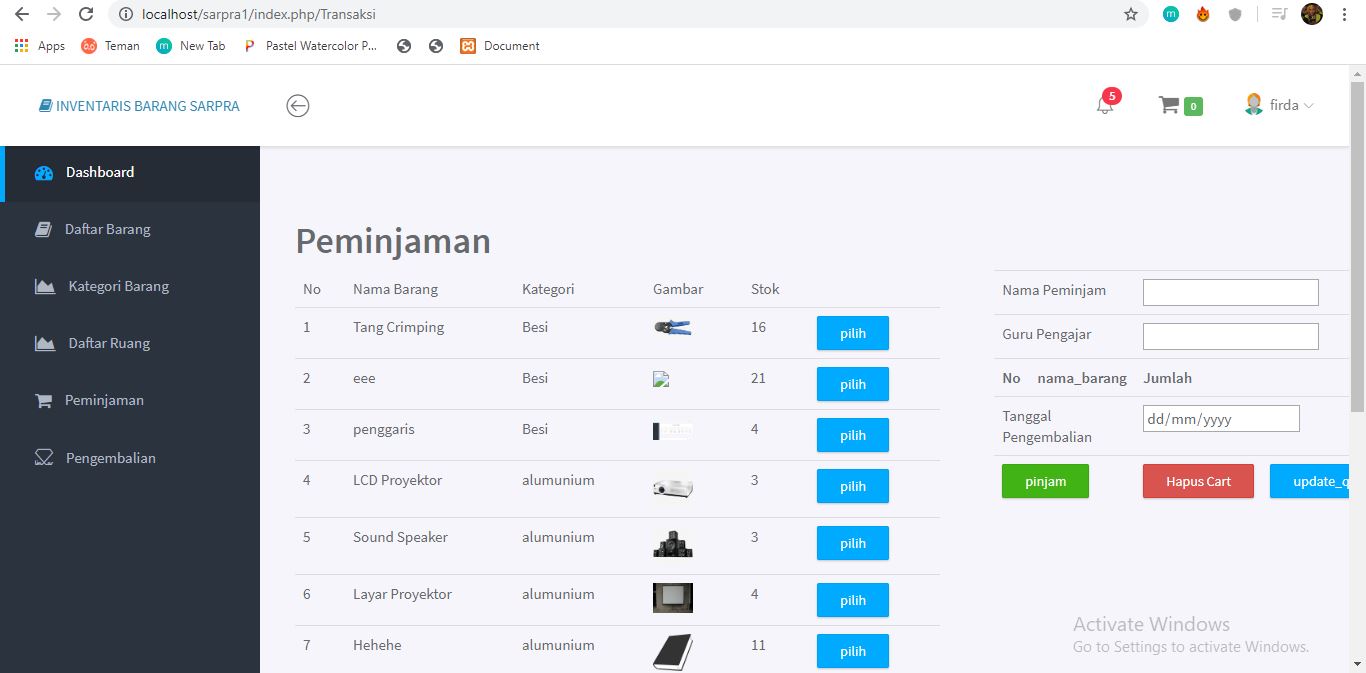 localhost/sarpra1/index.php/Transaksi
Apps Teman New Tab Pastel Watercolor P... Document
INVENTARIS BARANG SARPRA 5 0 firda
Dashboard
Daftar Barang
Kategori Barang
Daftar Ruang
Peminjaman
Pengembalian
Peminjaman
No Nama Barang Kategori Gambar Stok
1 Tang Crimping Besi 16 pilih
2 eee Besi 21 pilih
3 penggaris Besi 4 pilih
4 LCD Proyektor alumunium 3 pilih
5 Sound Speaker alumunium 3 pilih
6 Layar Proyektor alumunium 4 pilih
7 Hehehe alumunium 11 pilih
Nama Peminjam
Guru Pengajar
No nama_barang Jumlah
Tanggal
Pengembalian
dd/mm/yyyy
pinjam Hapus Cart update_q
Activate Windows
Go to Settings to activate Windows.